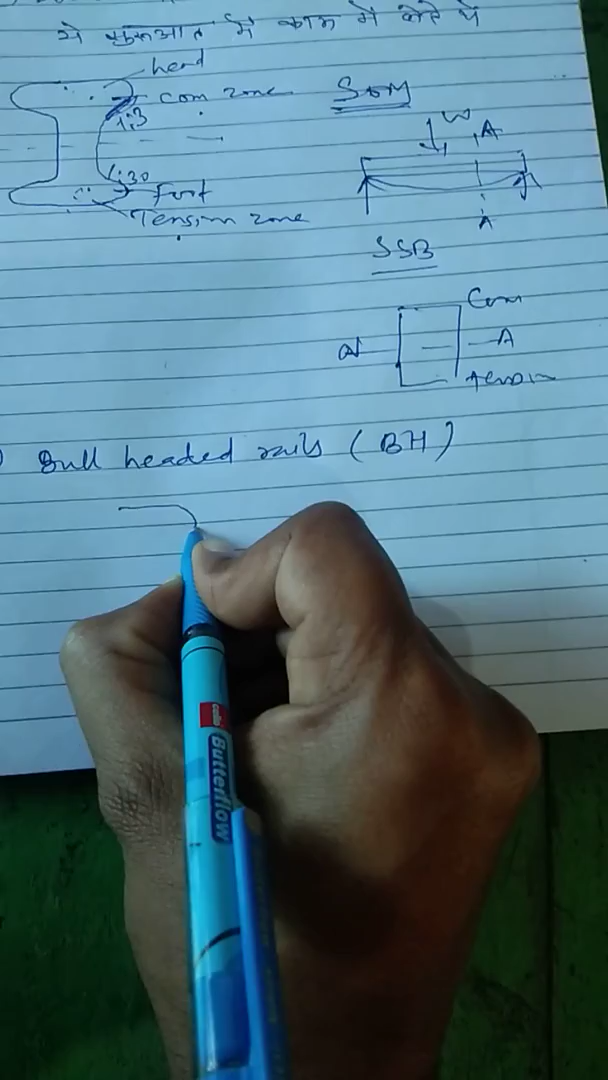 ये शुरुआत में काम में लेते थे
head
Com zone
1:3
1:30
Foot
Tension zone
SOM
W
A
A
SSB
Com
N
A
tension
Bull headed rails (BH)
cello
Butterflow